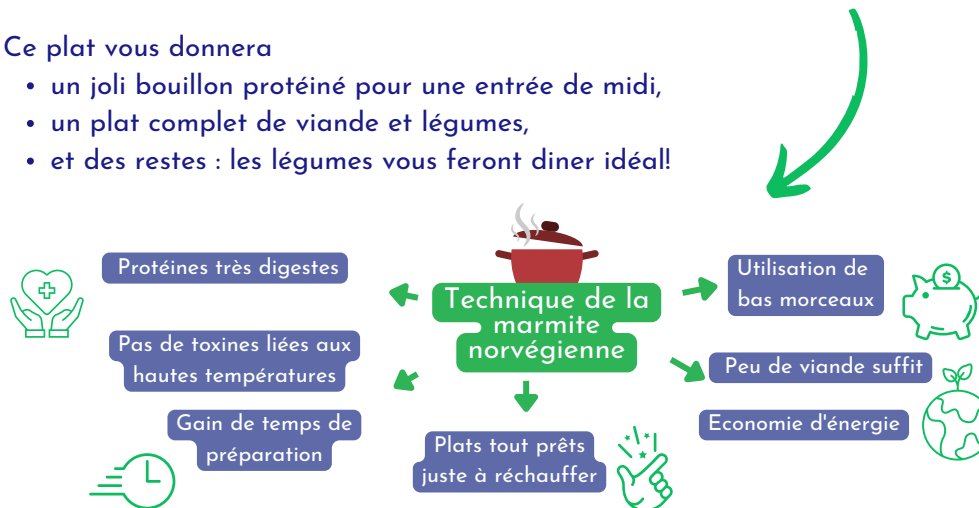 Ce plat vous donnera
• un joli bouillon protéiné pour une entrée de midi,
• un plat complet de viande et légumes,
• et des restes : les légumes vous feront diner idéal!
Protéines très digestes
Pas de toxines liées aux
hautes températures
Gain de temps de
préparation
Technique de la
marmite
norvégienne
Plats tout prêts
juste à réchauffer
Utilisation de
bas morceaux
$
Peu de viande suffit
Economie d'énergie